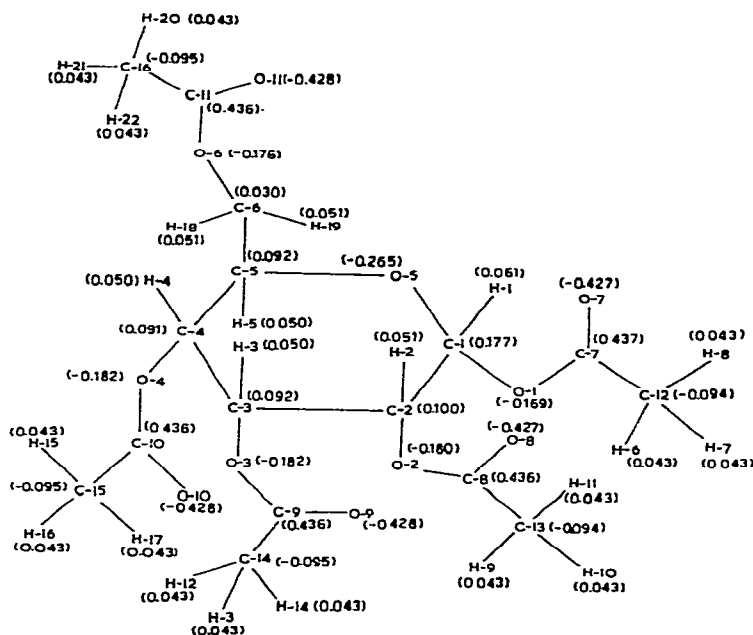 H-20 (0.043)
H-21 (0.043)
C-16 (-0.095)
O-11 (-0.428)
C-11 (0.436)-
H-22 (0.043)
O-6 (-0.176)
(0.030)
C-6
H-18 (0.051)
(0.051)
H-19
(0.092)
C-5
(-0.265)
O-5
(0.061)
H-1
(-0.427)
O-7
(0.050) H-4
(0.091) C-4
H-5 (0.050)
H-3 (0.050)
(0.051)
H-2
C-1 (0.177)
(0.437)
C-7
(0.043)
H-8
(-0.182)
O-4
(0.092)
C-3
C-2 (0.100)
O-1
(-0169)
C-12 (-0.094)
(0.043)
H-15
(0.436)
C-10
O-3 (-0.182)
(-0.180)
O-2
(-0.427)
O-8
H-6
(0.043)
H-7
(0.043)
(-0.095) C-15
O-10
(-0.428)
C-8 (0.436)
H-11
(0.043)
H-16
(0.043)
H-17
(0.043)
C-9
(0.436)
O-9
(-0.428)
C-13 (-0.094)
C-14 (-0.095)
H-12
(0.043)
H-9
(0.043)
H-10
(0.043)
H-3
(0.043)
H-14 (0.043)